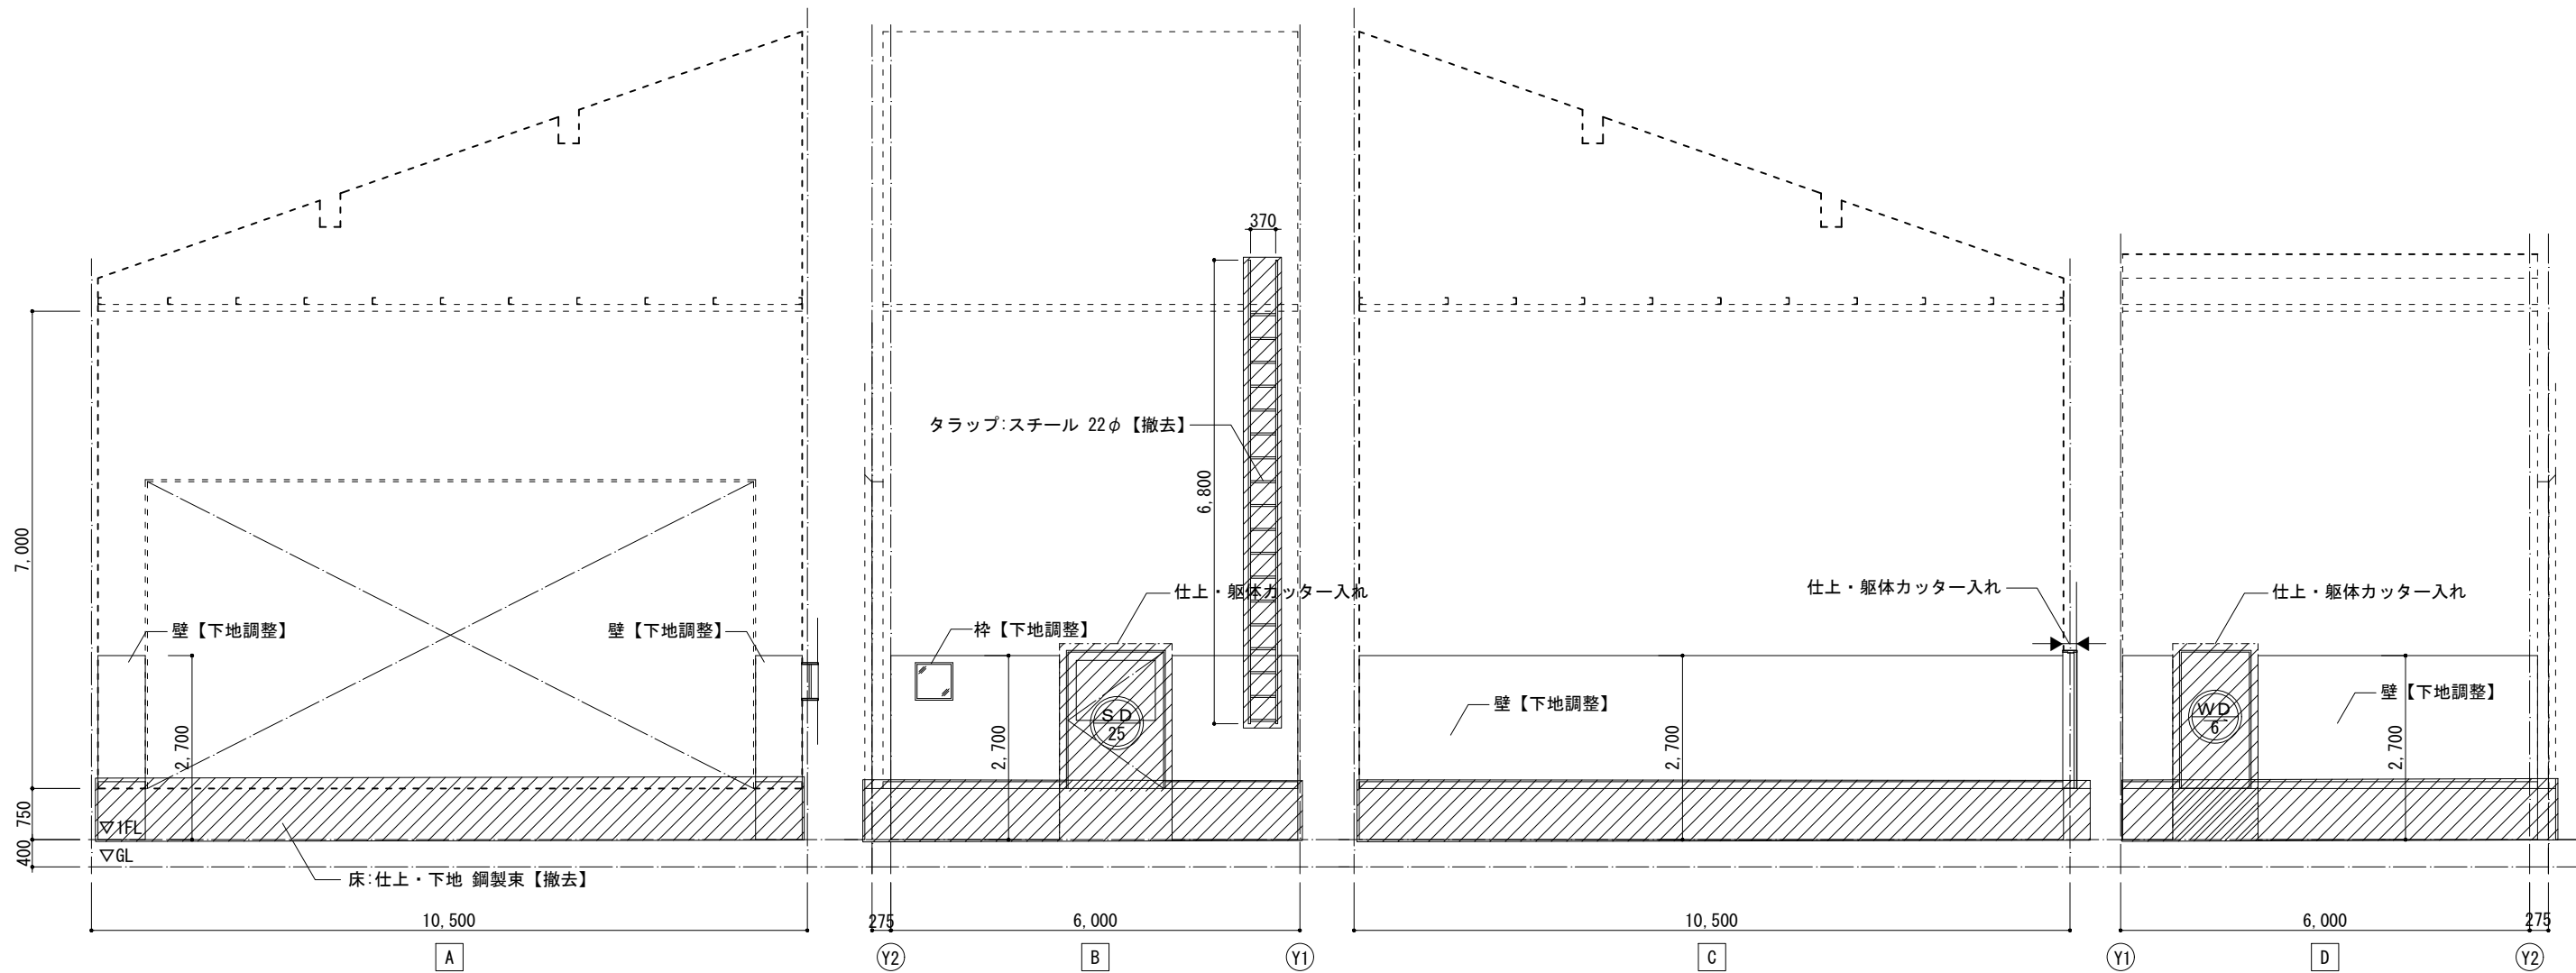 370
タラップ:スチール 22φ【撤去】
6,800
7,000
仕上・躯体カッター入れ
仕上・躯体カッター入れ
仕上・躯体カッター入れ
壁【下地調整】
壁【下地調整】
枠【下地調整】
壁【下地調整】
壁【下地調整】
SD
25
WD
6
2,700
2,700
2,700
2,700
750
▽1FL
400
▽GL
床:仕上・下地 鋼製束【撤去】
10,500
275
6,000
10,500
6,000
275
A
Y2
B
Y1
C
Y1
D
Y2